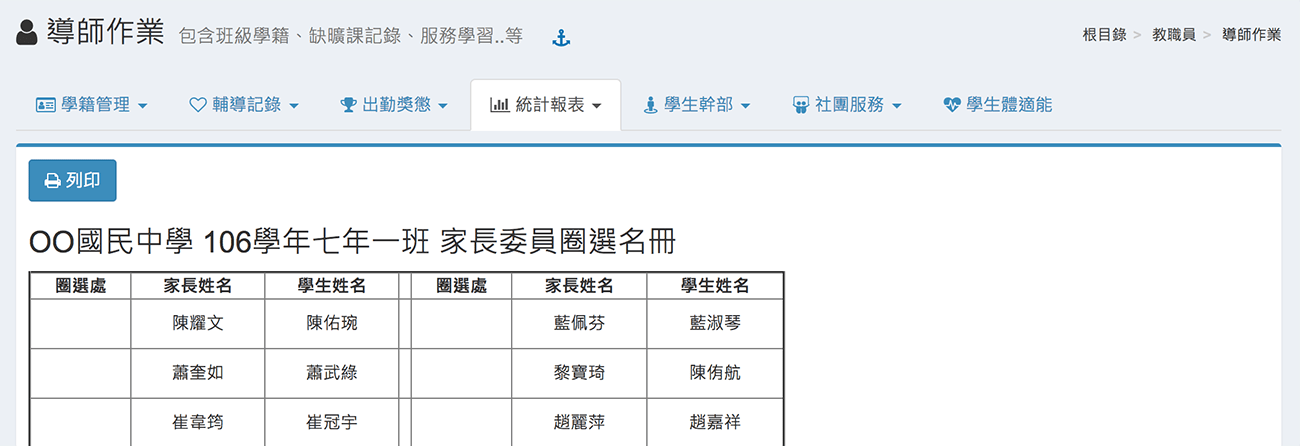 導師作業 包含班級學籍、缺曠課記錄、服務學習..等
根目錄 > 教職員 > 導師作業
學籍管理 輔導記錄 出勤獎懲 統計報表 學生幹部 社團服務 學生體適能
列印
OO國民中學 106學年七年一班 家長委員圈選名冊
圈選處 家長姓名 學生姓名 圈選處 家長姓名 學生姓名
陳耀文 陳佑琬 藍佩芬 藍淑琴
蕭奎如 蕭武綠 黎寶琦 陳侑航
崔韋筠 崔冠宇 趙麗萍 趙嘉祥